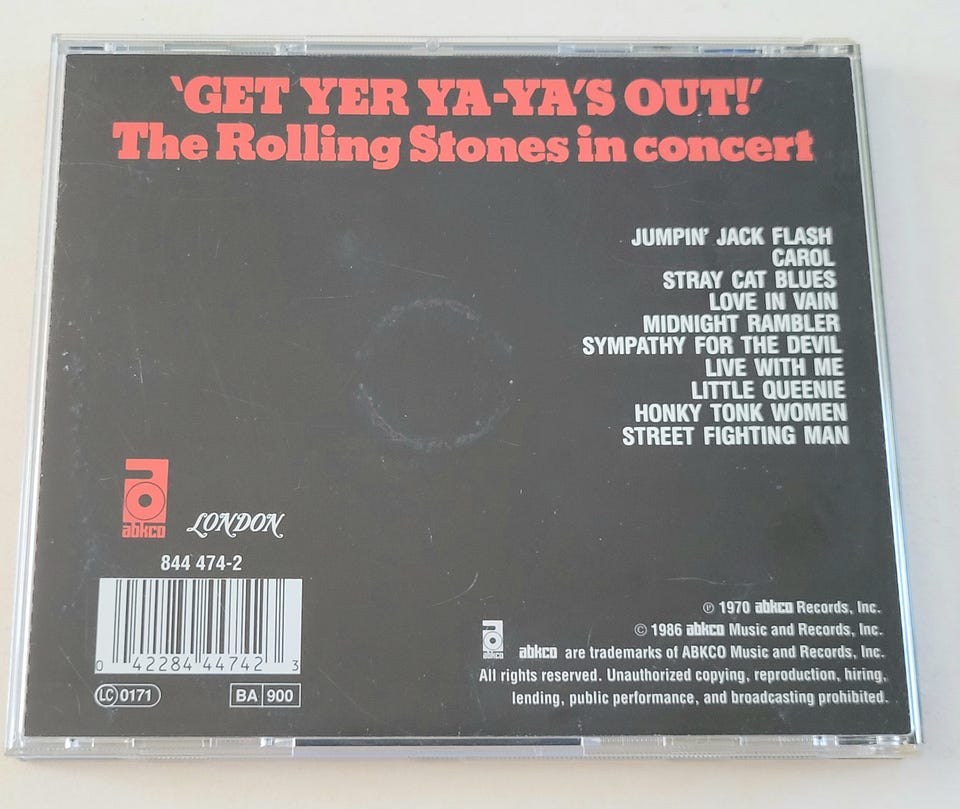 ‘GET YER YA-YA’S OUT!’
The Rolling Stones in concert
JUMPIN’ JACK FLASH
CAROL
STRAY CAT BLUES
LOVE IN VAIN
MIDNIGHT RAMBLER
SYMPATHY FOR THE DEVIL
LIVE WITH ME
LITTLE QUEENIE
HONKY TONK WOMEN
STREET FIGHTING MAN
abkco
LONDON
844 474-2
0 42284 44742 3
LC 0171
BA 900
℗ 1970 abkco Records, Inc.
© 1986 abkco Music and Records, Inc.
abkco abkco are trademarks of ABKCO Music and Records, Inc.
All rights reserved. Unauthorized copying, reproduction, hiring,
lending, public performance, and broadcasting prohibited.